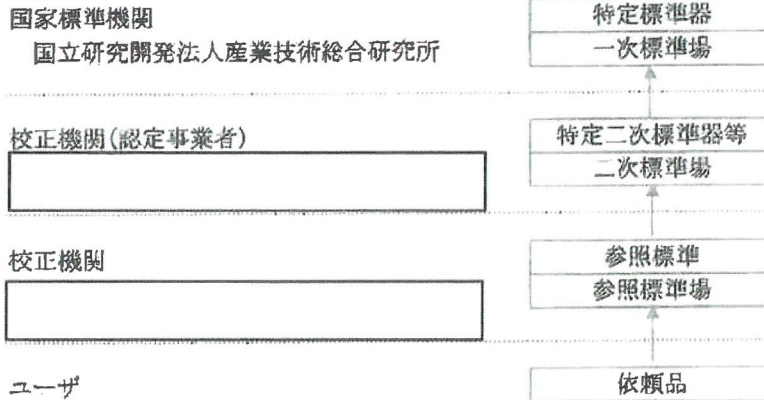 国家標準機関
国立研究開発法人産業技術総合研究所
特定標準器
一次標準場
校正機関(認定事業者)
特定二次標準器等
二次標準場
校正機関
参照標準
参照標準場
ユーザ
依頼品